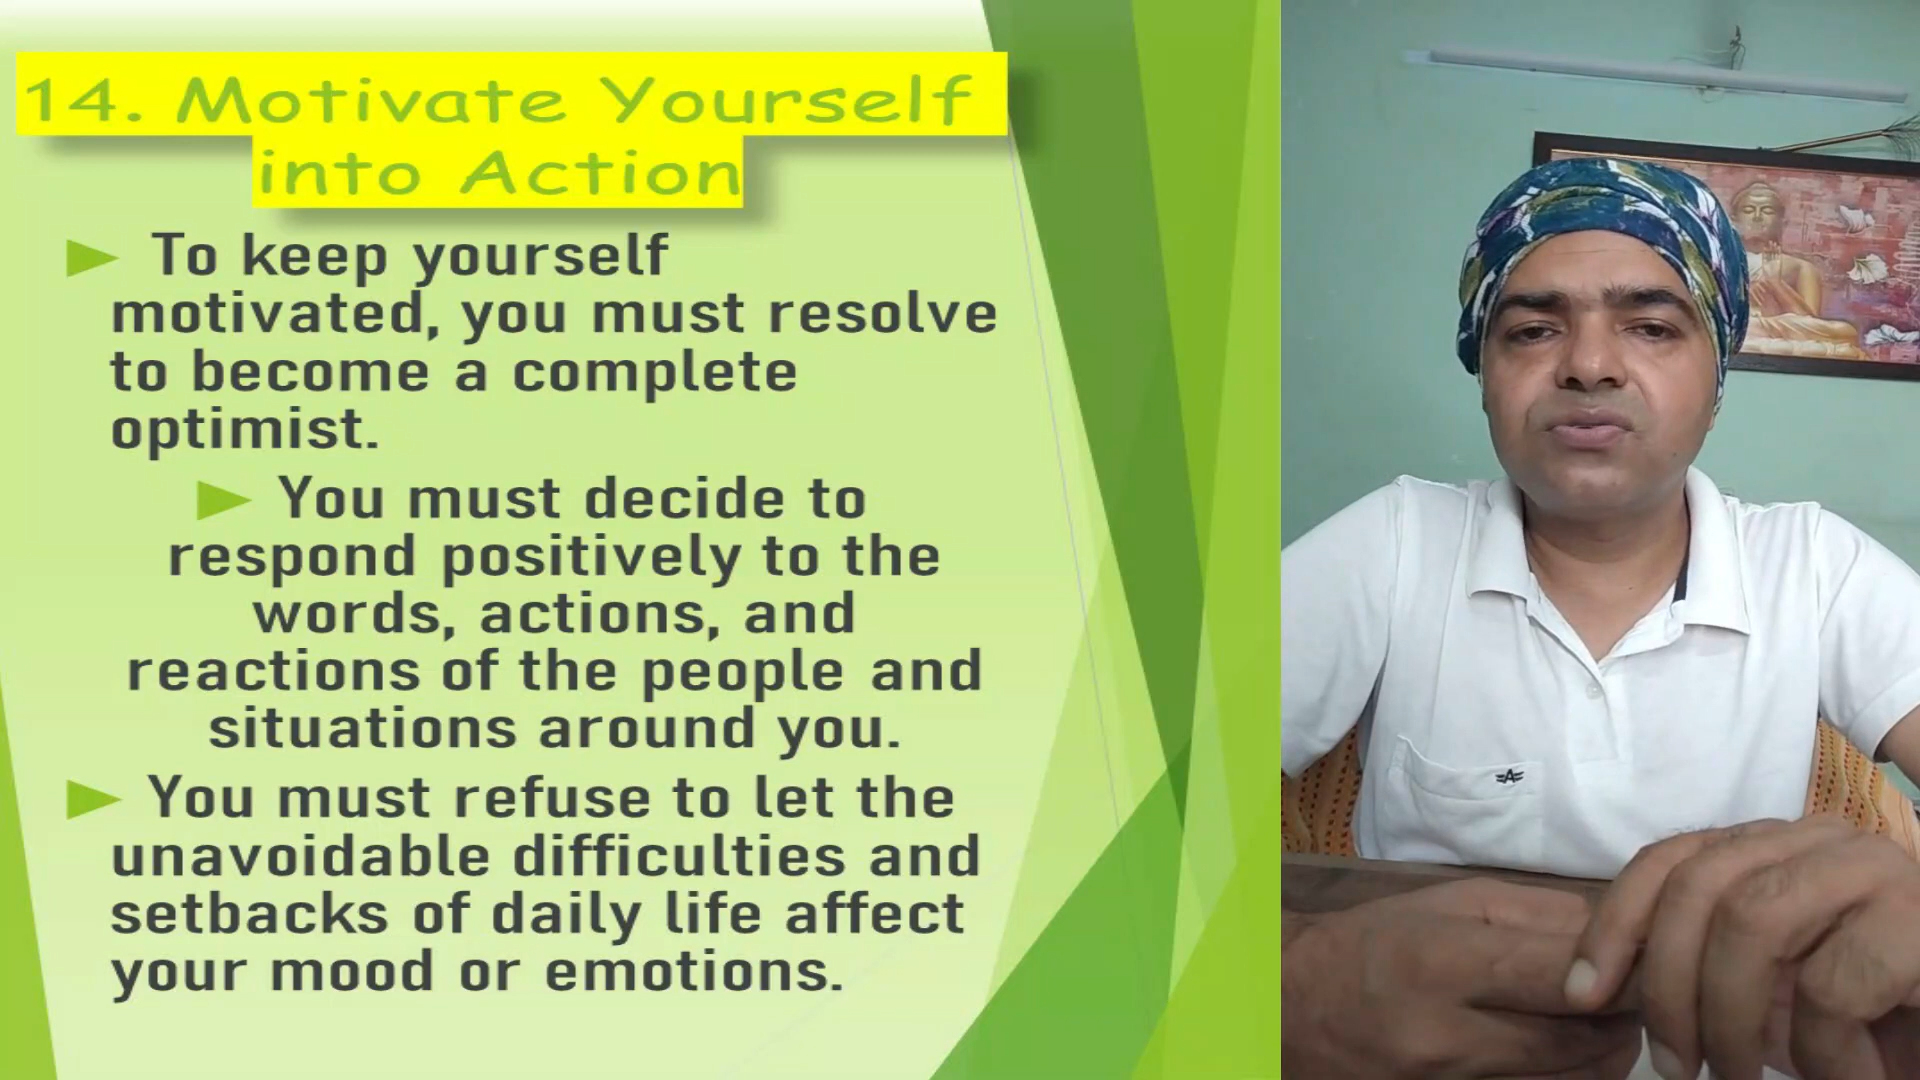 14. Motivate Yourself
into Action
To keep yourself
motivated, you must resolve
to become a complete
optimist.
You must decide to
respond positively to the
words, actions, and
reactions of the people and
situations around you.
You must refuse to let the
unavoidable difficulties and
setbacks of daily life affect
your mood or emotions.
A